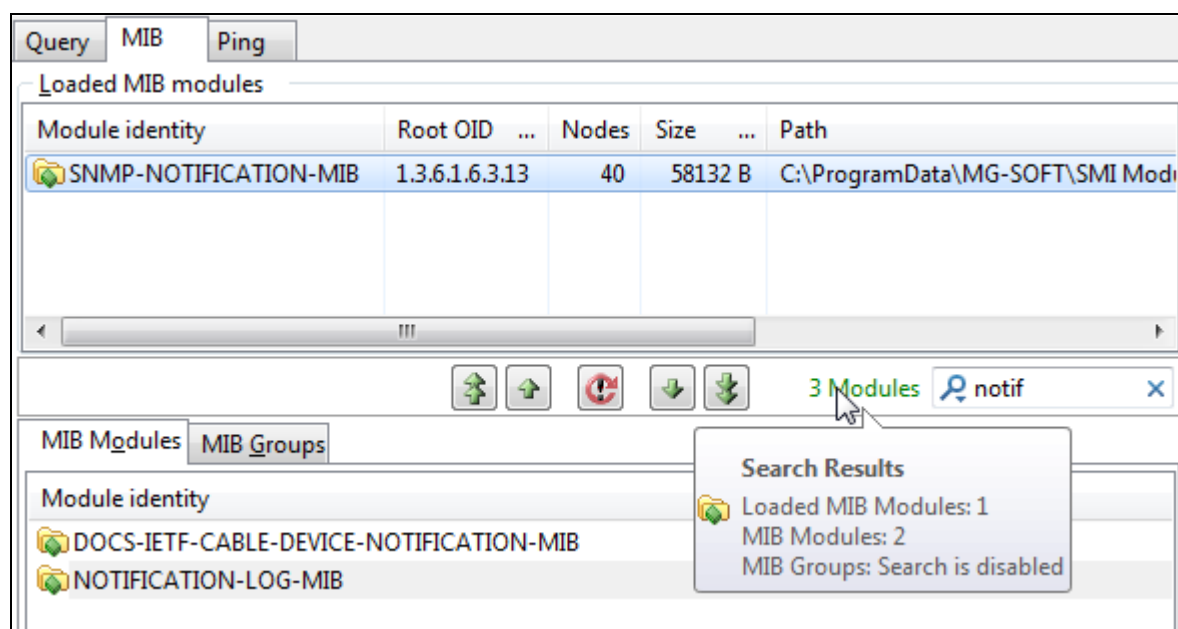 Query MIB Ping
Loaded MIB modules
Module identity Root OID ... Nodes Size ... Path
SNMP-NOTIFICATION-MIB 1.3.6.1.6.3.13 40 58132 B C:\ProgramData\MG-SOFT\SMI Mod
3 Modules notif
MIB Modules MIB Groups
Search Results
Module identity
Loaded MIB Modules: 1
MIB Modules: 2
DOCS-IETF-CABLE-DEVICE-NOTIFICATION-MIB
MIB Groups: Search is disabled
NOTIFICATION-LOG-MIB